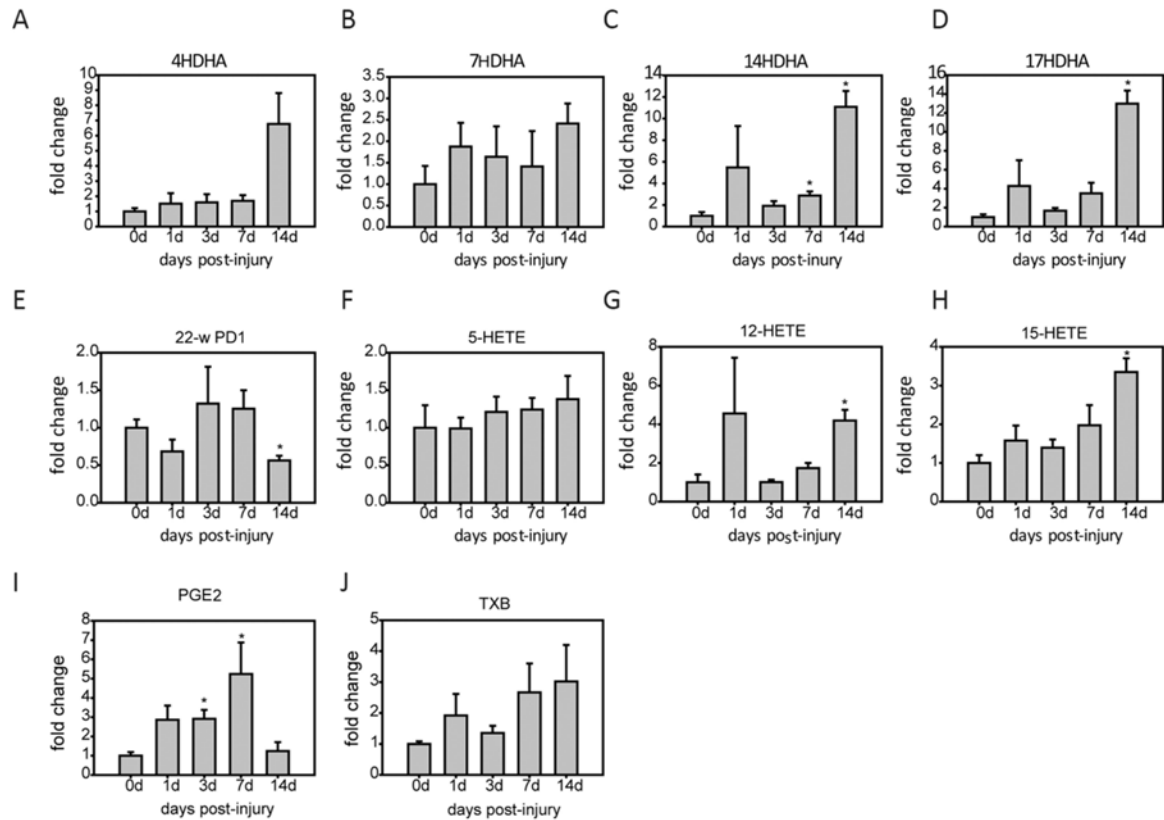 A
4HDHA
fold change
10
9
8
7
6
5
4
3
2
1
0
0d 1d 3d 7d 14d
days post-injury
B
7HDHA
fold change
3.5
3.0
2.5
2.0
1.5
1.0
0.5
0.0
0d 1d 3d 7d 14d
days post-injury
C
14HDHA
fold change
14
12
10
8
6
4
2
0
* *
0d 1d 3d 7d 14d
days post-inury
D
17HDHA
fold change
16
14
12
10
8
6
4
2
0
*
0d 1d 3d 7d 14d
days post-injury
E
22-w PD1
fold change
2.0
1.5
1.0
0.5
0.0
*
0d 1d 3d 7d 14d
days post-injury
F
5-HETE
fold change
2.0
1.5
1.0
0.5
0.0
0d 1d 3d 7d 14d
days post-injury
G
12-HETE
fold change
8
6
4
2
0
*
0d 1d 3d 7d 14d
days post-injury
H
15-HETE
fold change
4
3
2
1
0
*
0d 1d 3d 7d 14d
days post-injury
I
PGE2
fold change
8
7
6
5
4
3
2
1
0
* *
0d 1d 3d 7d 14d
days post-injury
J
TXB
fold change
5
4
3
2
1
0
0d 1d 3d 7d 14d
days post-injury